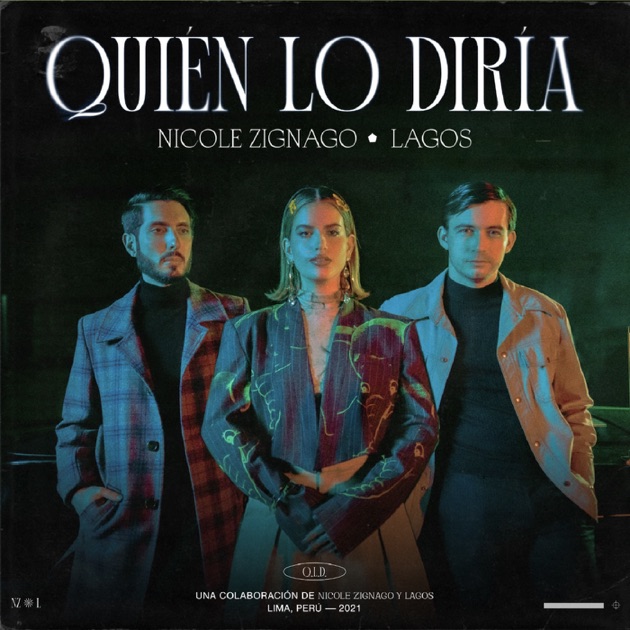 QUIÉN LO DIRÍA
NICOLE ZIGNAGO • LAGOS
Q.L.D.
UNA COLABORACIÓN DE NICOLE ZIGNAGO Y LAGOS
LIMA, PERÚ — 2021
NZ ✺ L